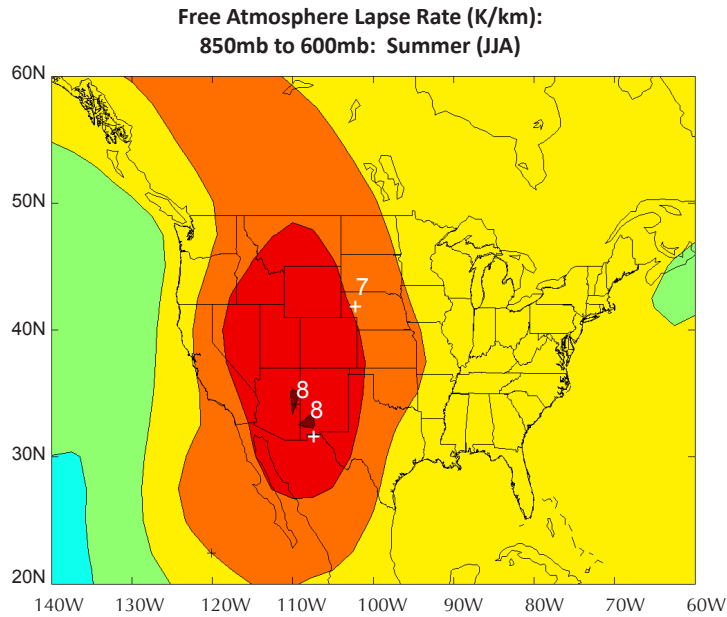 Free Atmosphere Lapse Rate (K/km):
850mb to 600mb: Summer (JJA)
60N
50N
7
40N
8
8
30N
20N
140W 130W 120W 110W 100W 90W 80W 70W 60W